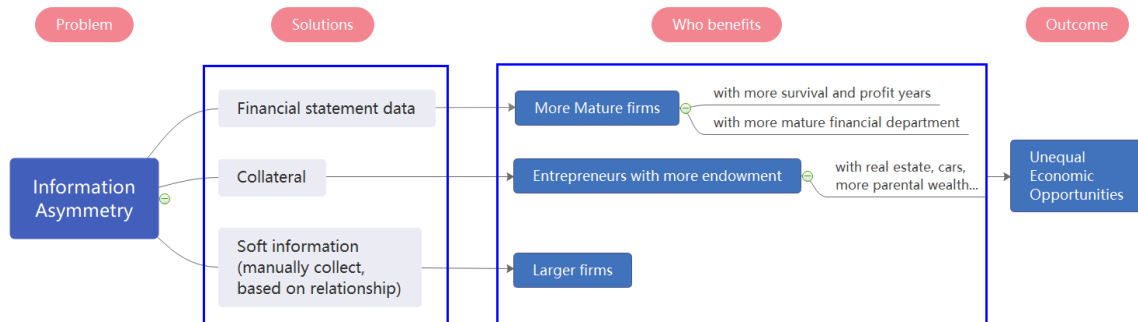 Problem
Solutions
Who benefits
Outcome
Financial statement data
More Mature firms
with more survival and profit years
with more mature financial department
Information
Asymmetry
Collateral
Entrepreneurs with more endowment
with real estate, cars,
more parental wealth...
Unequal
Economic
Opportunities
Soft information
(manually collect,
based on relationship)
Larger firms